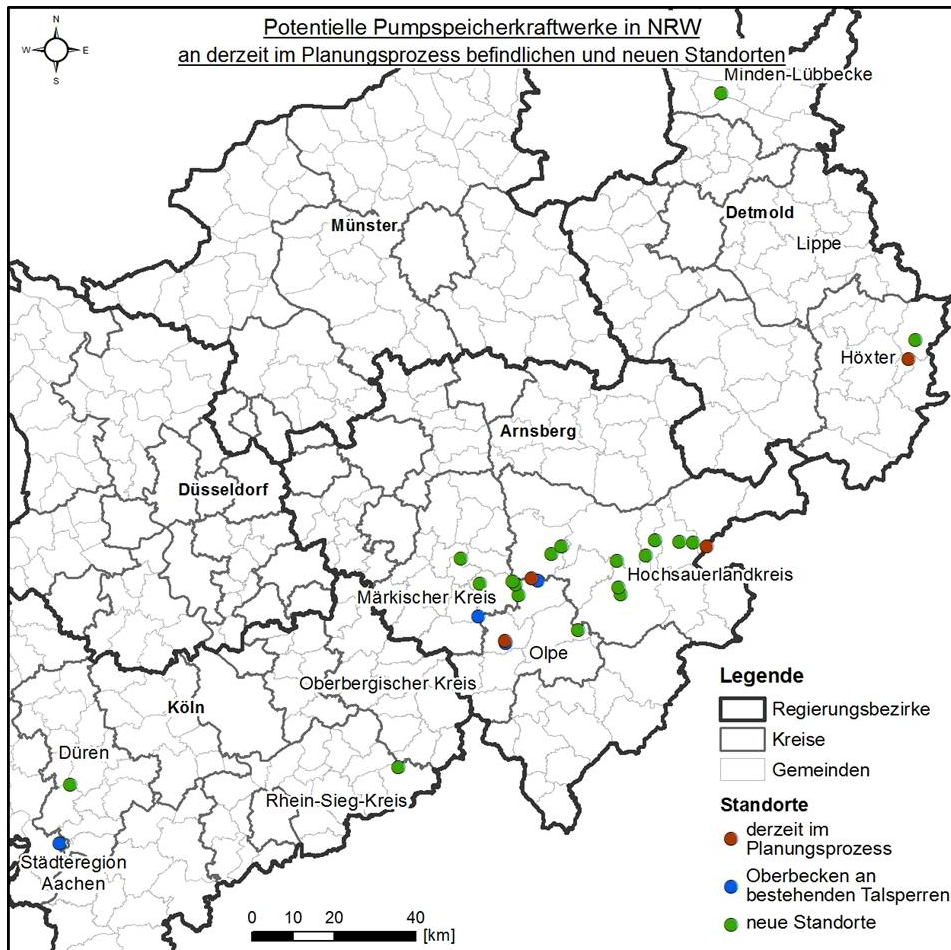 Potentielle Pumpspeicherkraftwerke in NRW
an derzeit im Planungsprozess befindlichen und neuen Standorten
N
W
E
S
Minden-Lübbecke
Münster
Detmold
Lippe
Höxter
Arnsberg
Düsseldorf
Hochsauerlandkreis
Märkischer Kreis
Olpe
Oberbergischer Kreis
Köln
Düren
Rhein-Sieg-Kreis
Städteregion
Aachen
Legende
Regierungsbezirke
Kreise
Gemeinden
Standorte
derzeit im
Planungsprozess
Oberbecken an
bestehenden Talsperren
neue Standorte
0 10 20 40
[km]